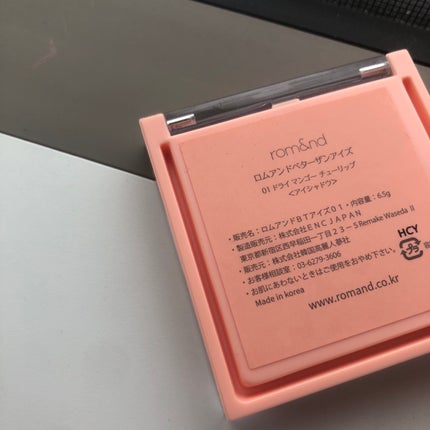 rom&nd
ロムアンドベターザンアイズ
01 ドライ マンゴー チューリップ
<アイシャドウ>
・販売名：ロムアンドBTアイズ01・内容量：6.5g
・製造販売元：株式会社ENC JAPAN
東京都新宿区西早稲田一丁目23－5 Remake Waseda Ⅱ
・販売元：株式会社韓国高麗人蔘社
・お客様相談室：03-6279-3606
・お肌にあわないときはご使用をおやめ下さい。
Made in korea
HCY
プラ
www.romand.co.kr